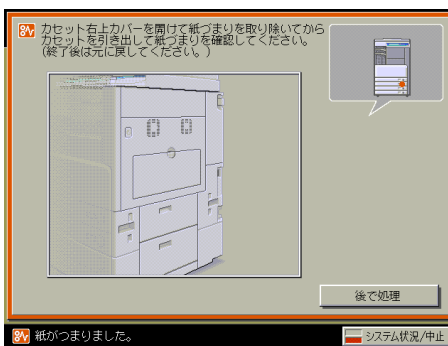 カセット右上カバーを開けて紙づまりを取り除いてから
カセットを引き出して紙づまりを確認してください。
(終了後は元に戻してください。)
後で処理
紙がつまりました。
システム状況/中止